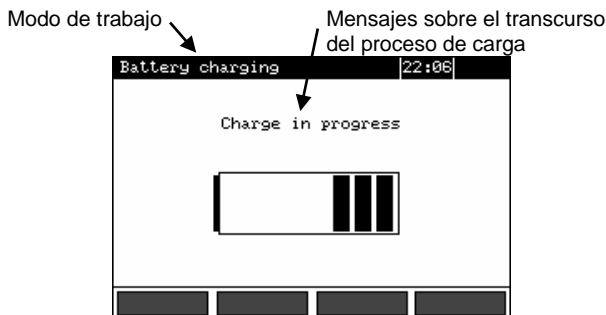 Modo de trabajo
Mensajes sobre el transcurso
del proceso de carga
Battery charging 22:06
Charge in progress